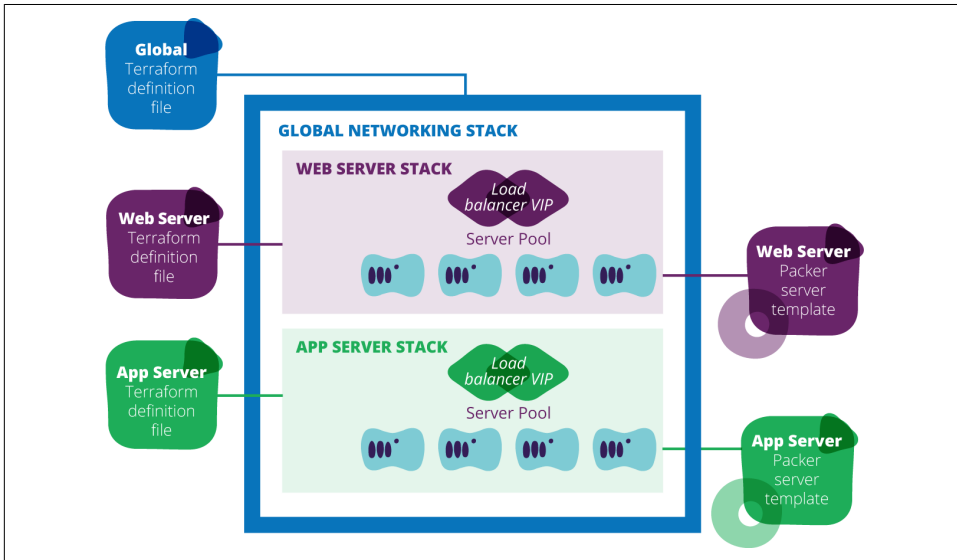 Global
Terraform
definition
file
GLOBAL NETWORKING STACK
WEB SERVER STACK
Load
balancer VIP
Server Pool
Web Server
Terraform
definition
file
Web Server
Packer
server
template
APP SERVER STACK
Load
balancer VIP
Server Pool
App Server
Terraform
definition
file
App Server
Packer
server
template